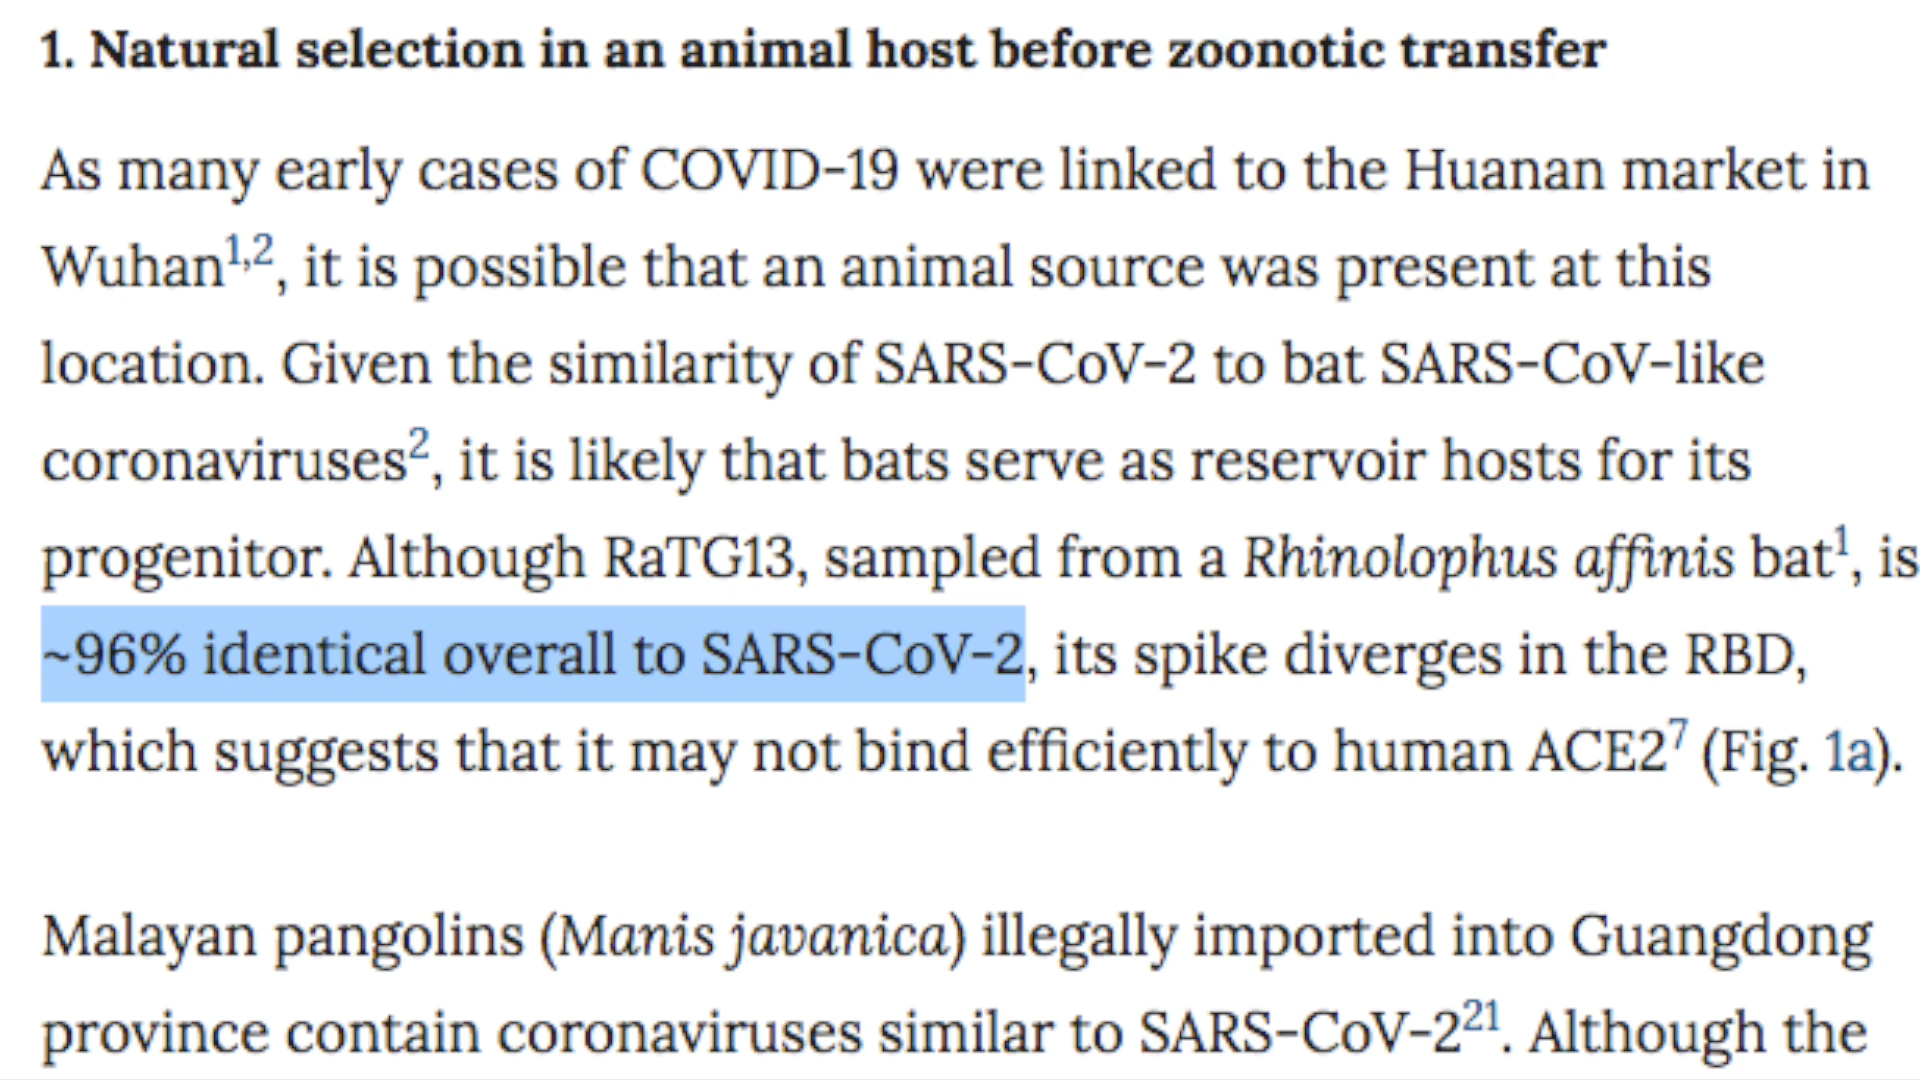 1. Natural selection in an animal host before zoonotic transfer
As many early cases of COVID-19 were linked to the Huanan market in
Wuhan1,2, it is possible that an animal source was present at this
location. Given the similarity of SARS-CoV-2 to bat SARS-CoV-like
coronaviruses2, it is likely that bats serve as reservoir hosts for its
progenitor. Although RaTG13, sampled from a Rhinolophus affinis bat1, is
~96% identical overall to SARS-CoV-2, its spike diverges in the RBD,
which suggests that it may not bind efficiently to human ACE27 (Fig. 1a).
Malayan pangolins (Manis javanica) illegally imported into Guangdong
province contain coronaviruses similar to SARS-CoV-221. Although the